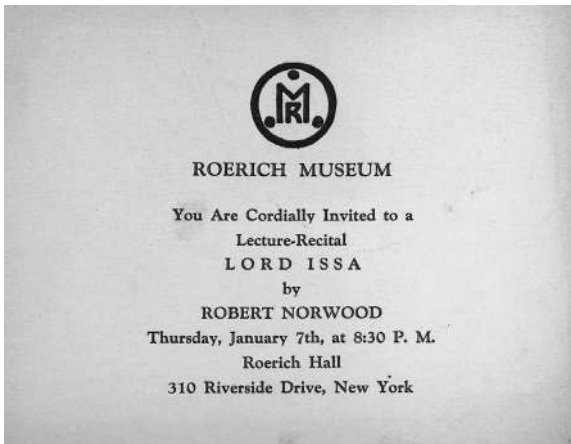 MR
ROERICH MUSEUM
You Are Cordially Invited to a
Lecture-Recital
LORD ISSA
by
ROBERT NORWOOD
Thursday, January 7th, at 8:30 P. M.
Roerich Hall
310 Riverside Drive, New York